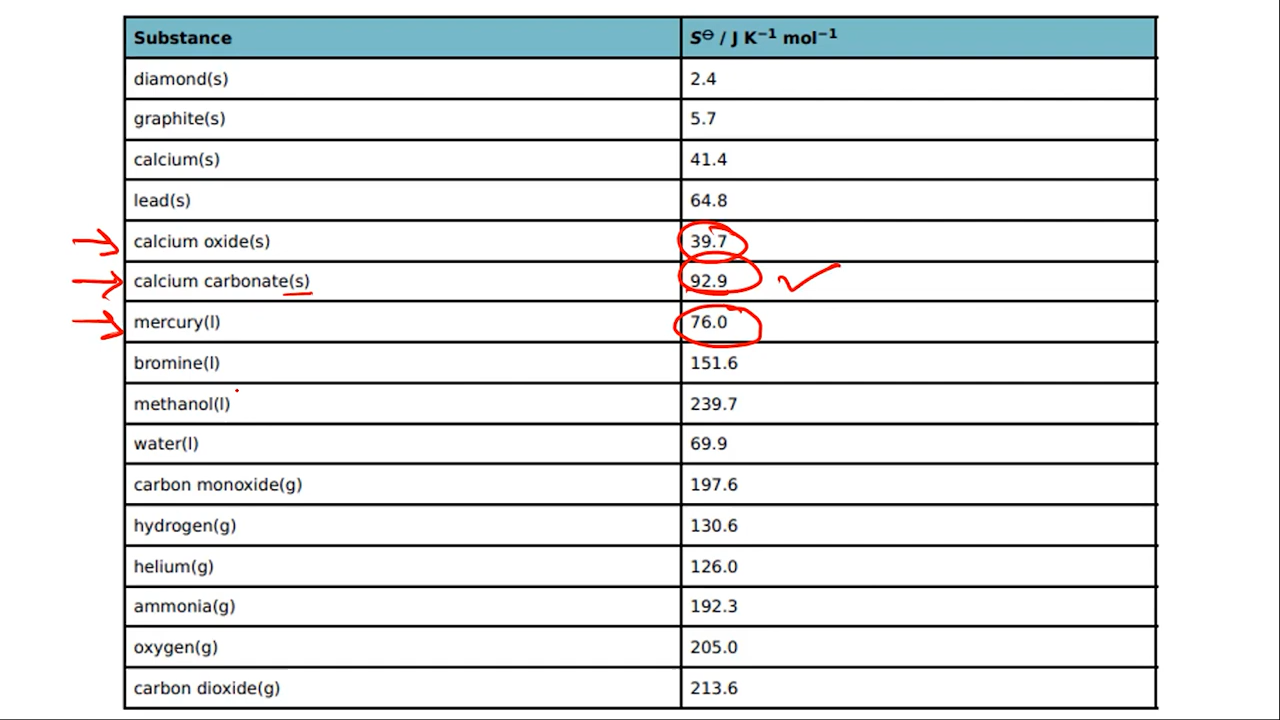 Substance S⊖ / J K−1 mol−1
diamond(s) 2.4
graphite(s) 5.7
calcium(s) 41.4
lead(s) 64.8
calcium oxide(s) 39.7
calcium carbonate(s) 92.9
mercury(l) 76.0
bromine(l) 151.6
methanol(l) 239.7
water(l) 69.9
carbon monoxide(g) 197.6
hydrogen(g) 130.6
helium(g) 126.0
ammonia(g) 192.3
oxygen(g) 205.0
carbon dioxide(g) 213.6